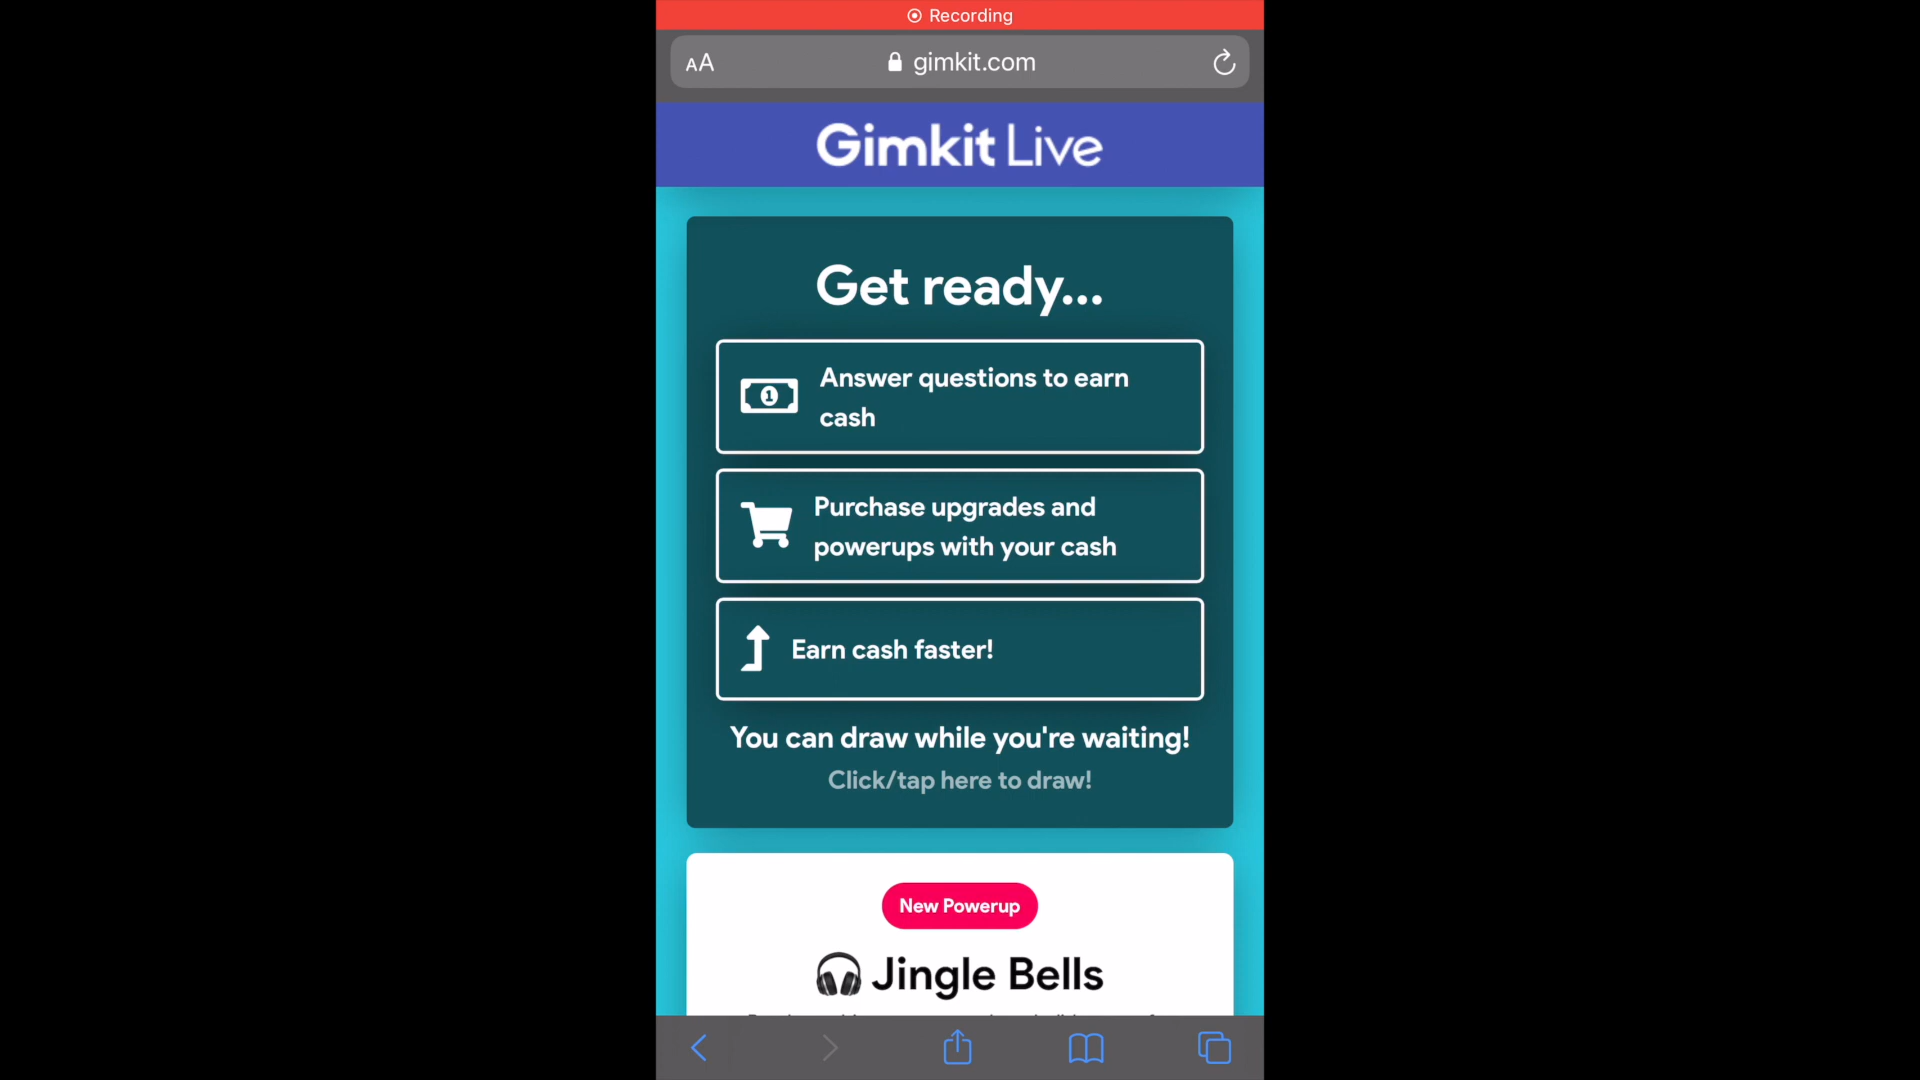 Recording
AA
gimkit.com
Gimkit Live
Get ready...
1
Answer questions to earn
cash
Purchase upgrades and
powerups with your cash
Earn cash faster!
You can draw while you're waiting!
Click/tap here to draw!
New Powerup
Jingle Bells